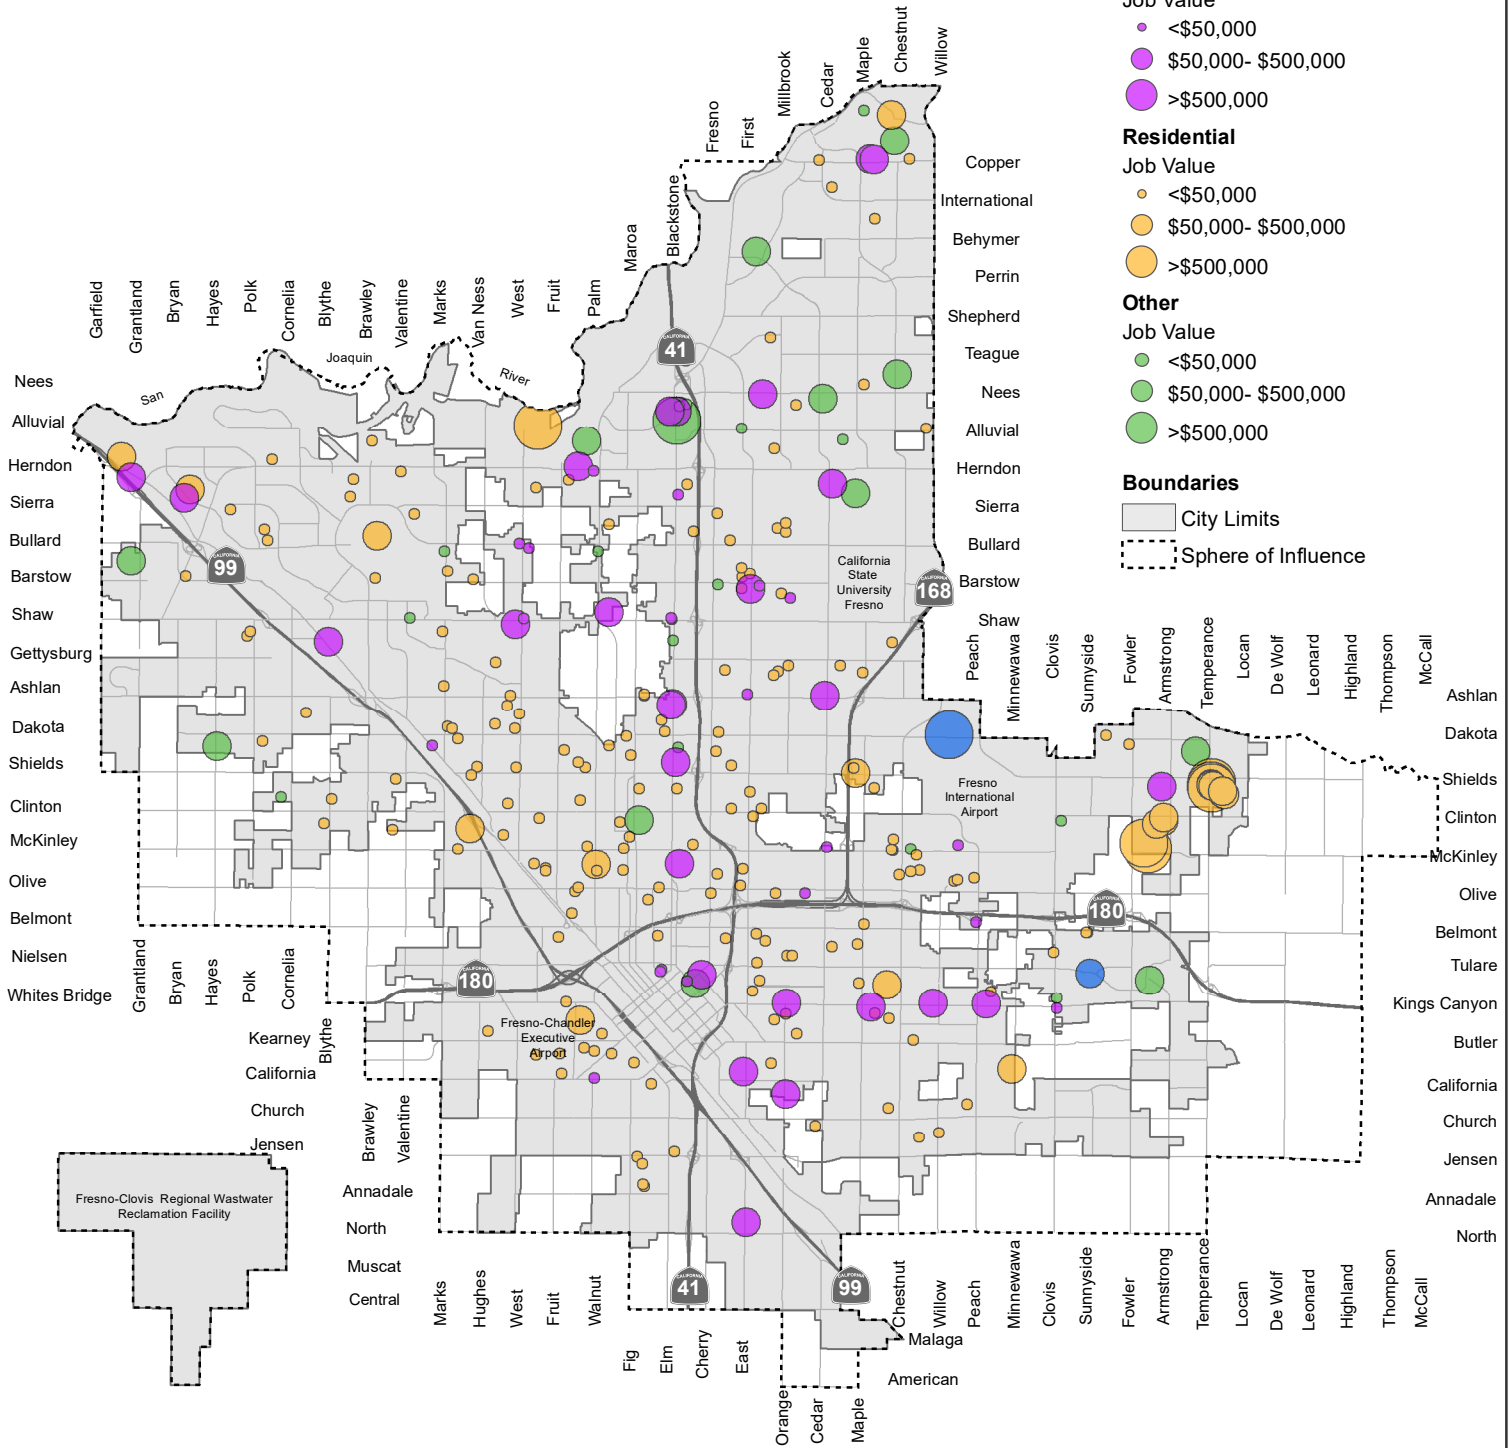 Job Value
<$50,000
$50,000- $500,000
>$500,000
Residential
Job Value
<$50,000
$50,000- $500,000
>$500,000
Other
Job Value
<$50,000
$50,000- $500,000
>$500,000
Boundaries
City Limits
Sphere of Influence
Fresno
First
Millbrook
Cedar
Maple
Chestnut
Willow
Garfield
Grantland
Bryan
Hayes
Polk
Cornelia
Blythe
Brawley
Valentine
Marks
Van Ness
West
Fruit
Palm
Maroa
Blackstone
San
Joaquin
River
Copper
International
Behymer
Perrin
Shepherd
Teague
Nees
Alluvial
Herndon
Sierra
Bullard
Barstow
Shaw
Nees
Alluvial
Herndon
Sierra
Bullard
Barstow
Shaw
Gettysburg
Ashlan
Dakota
Shields
Clinton
McKinley
Olive
Belmont
Nielsen
Whites Bridge
CALIFORNIA
41
CALIFORNIA
99
CALIFORNIA
168
California
State
University
Fresno
Peach
Minnewawa
Clovis
Sunnyside
Fowler
Armstrong
Temperance
Locan
De Wolf
Leonard
Highland
Thompson
McCall
Ashlan
Dakota
Shields
Clinton
McKinley
Olive
Belmont
Tulare
Kings Canyon
Butler
California
Church
Jensen
Annadale
North
Fresno
International
Airport
CALIFORNIA
180
CALIFORNIA
180
Grantland
Bryan
Hayes
Polk
Cornelia
Blythe
Kearney
California
Church
Jensen
Brawley
Valentine
Annadale
North
Muscat
Central
Fresno-Chandler
Executive
Airport
Fresno-Clovis Regional Wastwater
Reclamation Facility
Marks
Hughes
West
Fruit
Walnut
Fig
Elm
Cherry
East
Orange
Cedar
Maple
CALIFORNIA
41
CALIFORNIA
99
Chestnut
Willow
Peach
Minnewawa
Clovis
Sunnyside
Fowler
Armstrong
Temperance
Locan
De Wolf
Leonard
Highland
Thompson
McCall
Malaga
American